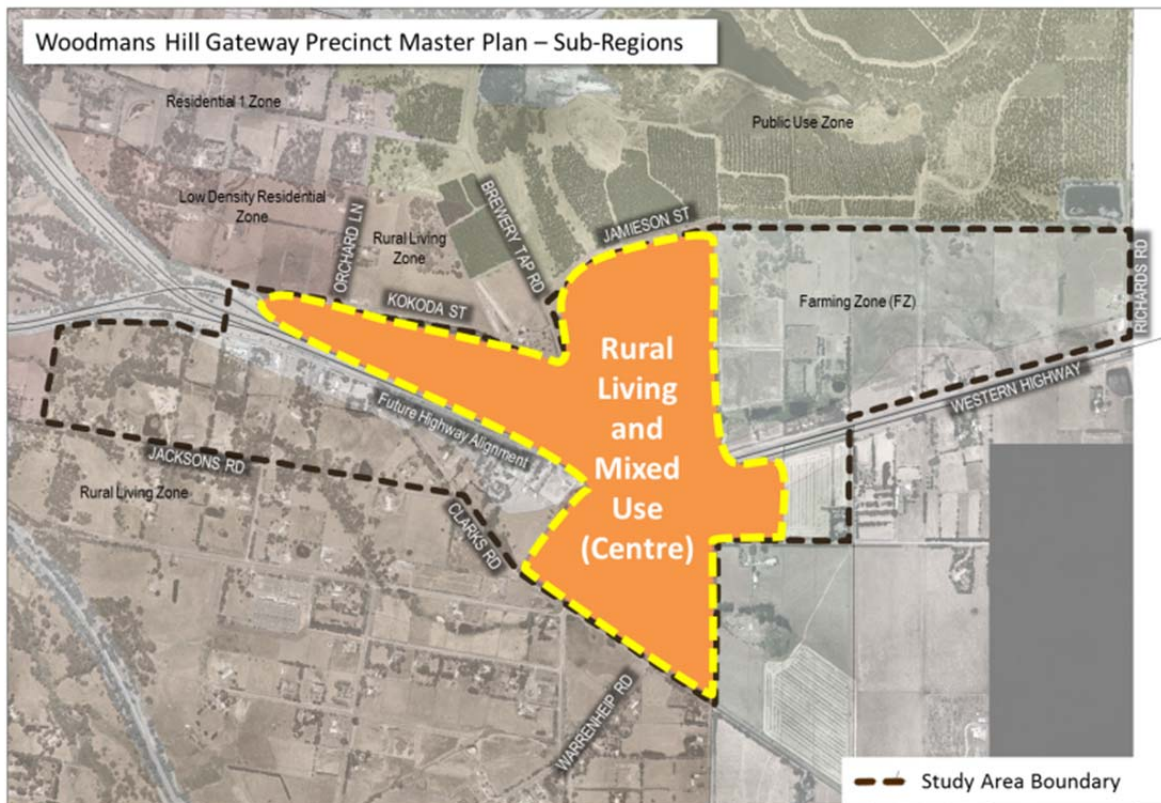 Woodmans Hill Gateway Precinct Master Plan – Sub-Regions
Residential 1 Zone
Public Use Zone
Low Density Residential
Zone
ORCHARD LN
Rural Living
Zone
BREWERY TAP RD
JAMIESON ST
KOKODA ST
Farming Zone (FZ)
RICHARDS RD
WESTERN HIGHWAY
Rural
Living
and
Mixed
Use
(Centre)
Future Highway Alignment
JACKSONS RD
Rural Living Zone
CLARKS RD
WARRENHEIP RD
Study Area Boundary